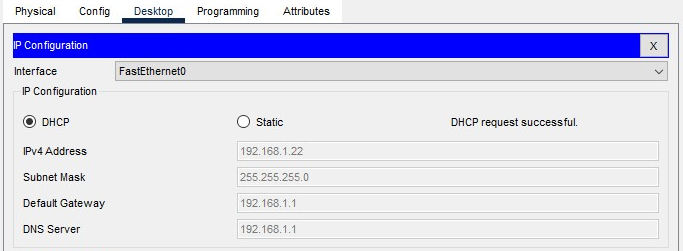 Physical Config Desktop Programming Attributes
IP Configuration X
Interface FastEthernet0
IP Configuration
DHCP Static DHCP request successful.
IPv4 Address 192.168.1.22
Subnet Mask 255.255.255.0
Default Gateway 192.168.1.1
DNS Server 192.168.1.1